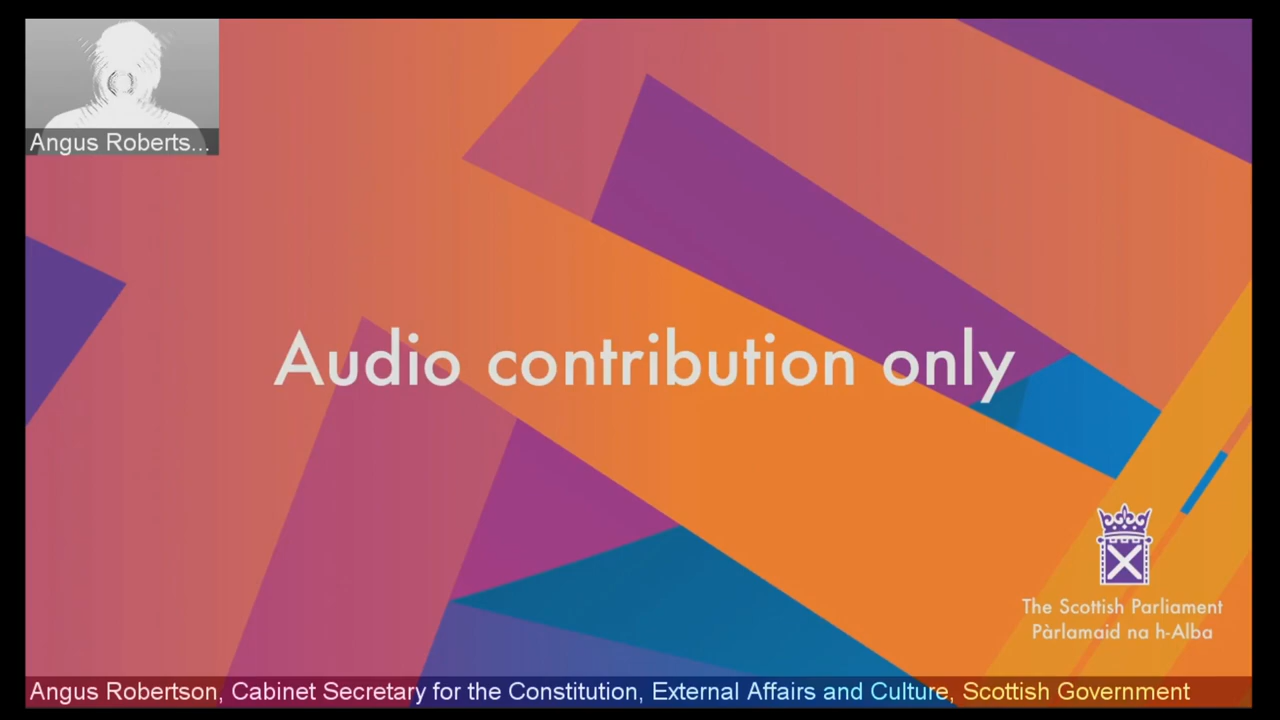 Angus Roberts...
Audio contribution only
The Scottish Parliament
Pàrlamaid na h-Alba
Angus Robertson, Cabinet Secretary for the Constitution, External Affairs and Culture, Scottish Government